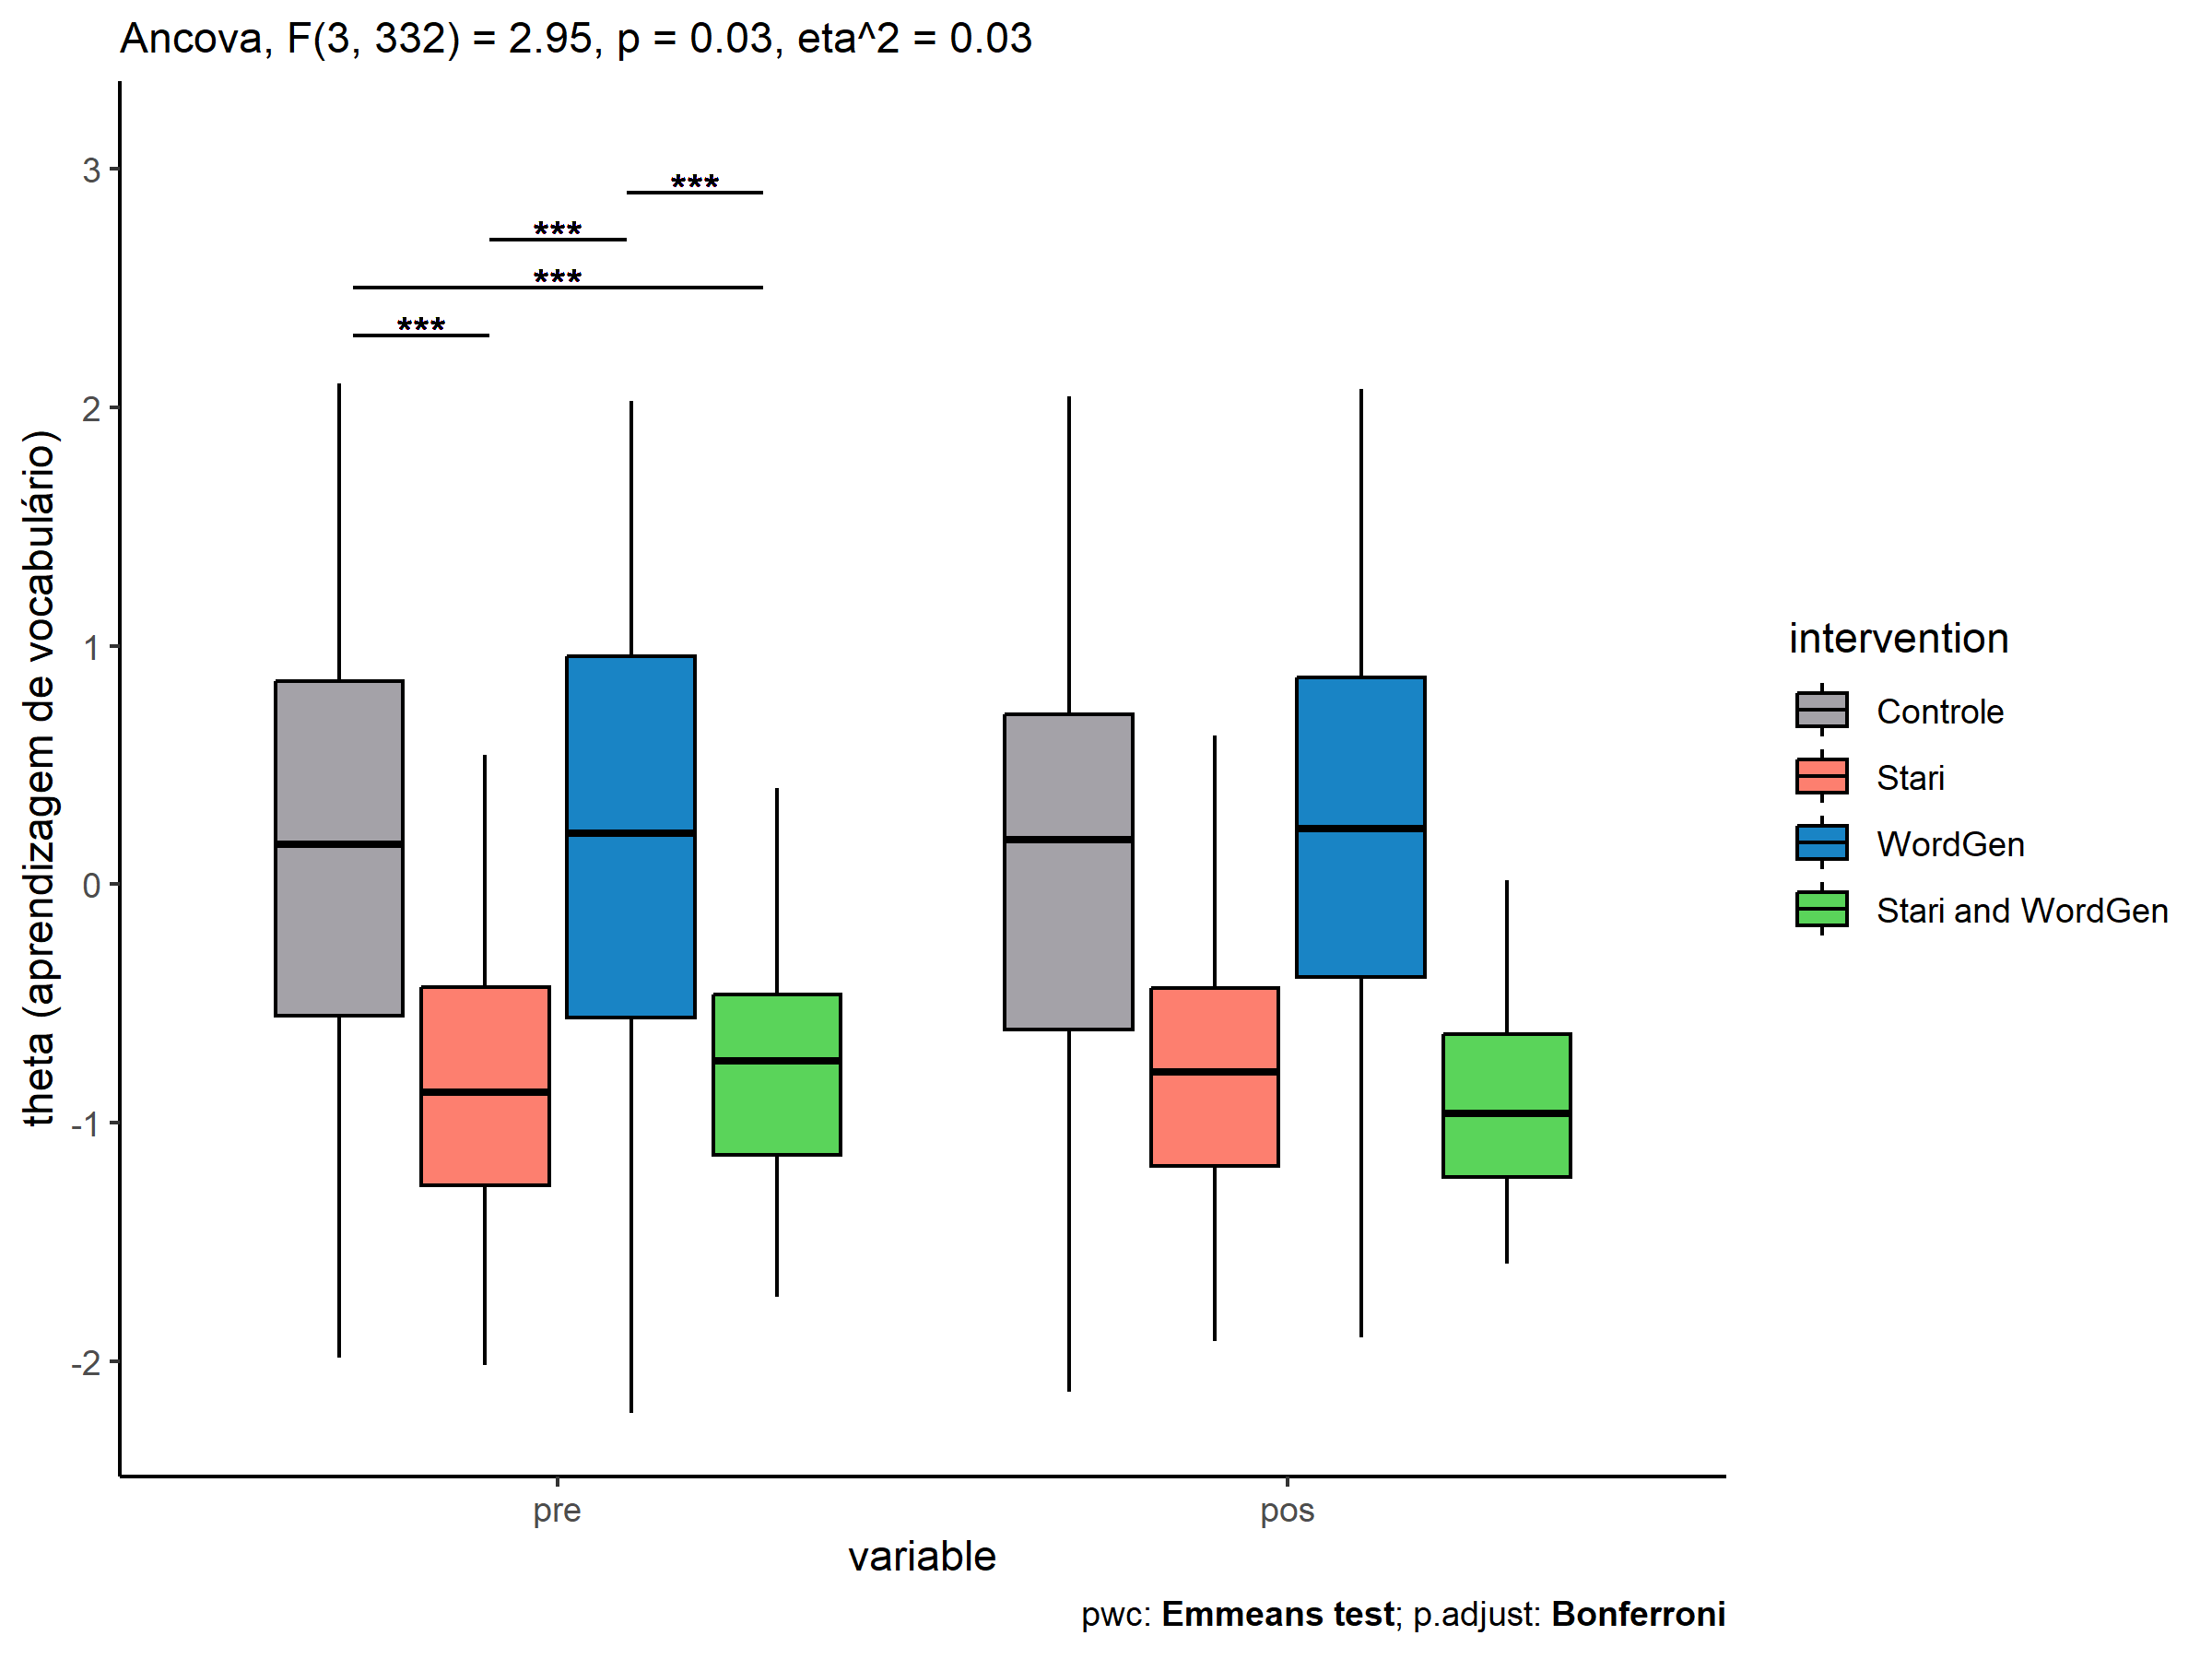 Ancova, F(3, 332) = 2.95, p = 0.03, eta^2 = 0.03
theta (aprendizagem de vocabulário)
3
2
1
0
-1
-2
***
***
***
***
pre
pos
variable
intervention
Controle
Stari
WordGen
Stari and WordGen
pwc: Emmeans test; p.adjust: Bonferroni